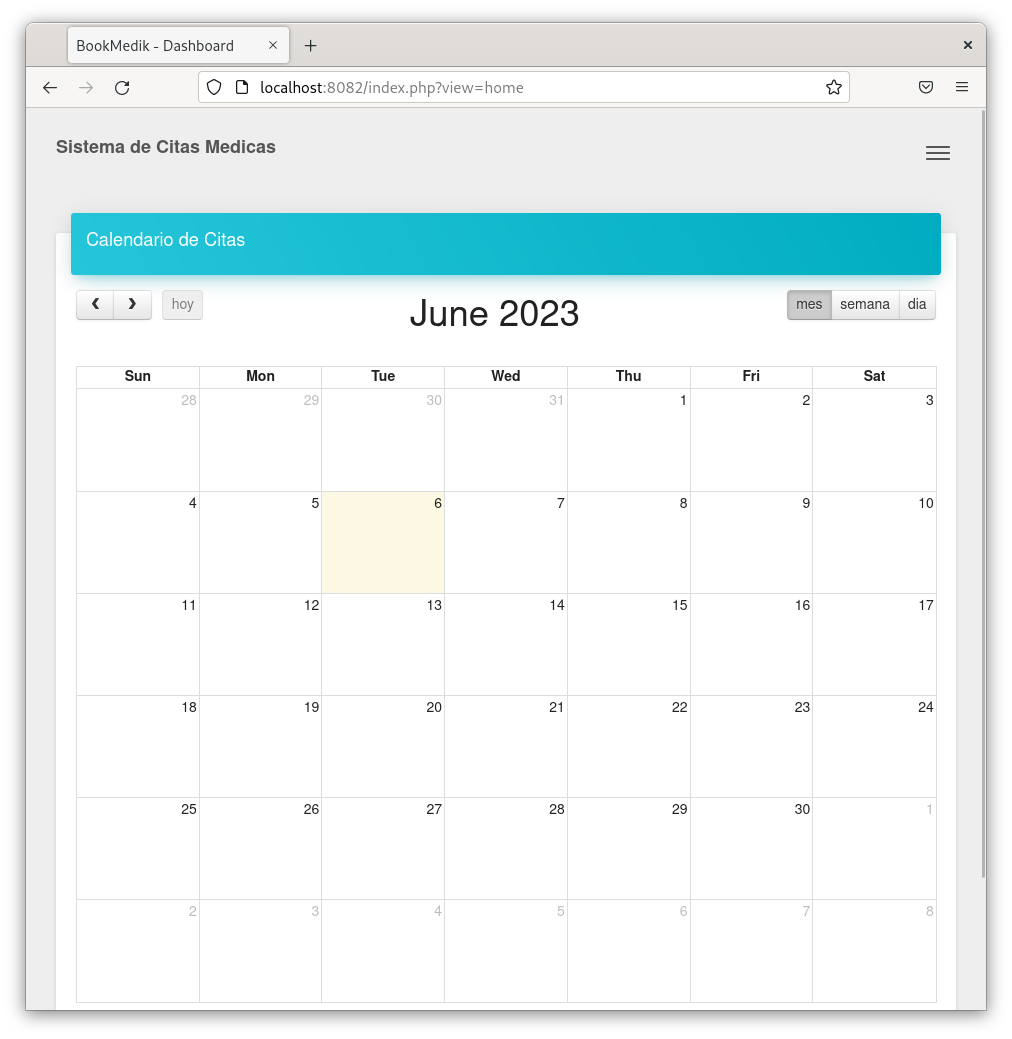 BookMedik - Dashboard
localhost:8082/index.php?view=home
Sistema de Citas Medicas
Calendario de Citas
hoy June 2023 mes semana dia
Sun Mon Tue Wed Thu Fri Sat
28 29 30 31 1 2 3
4 5 6 7 8 9 10
11 12 13 14 15 16 17
18 19 20 21 22 23 24
25 26 27 28 29 30 1
2 3 4 5 6 7 8